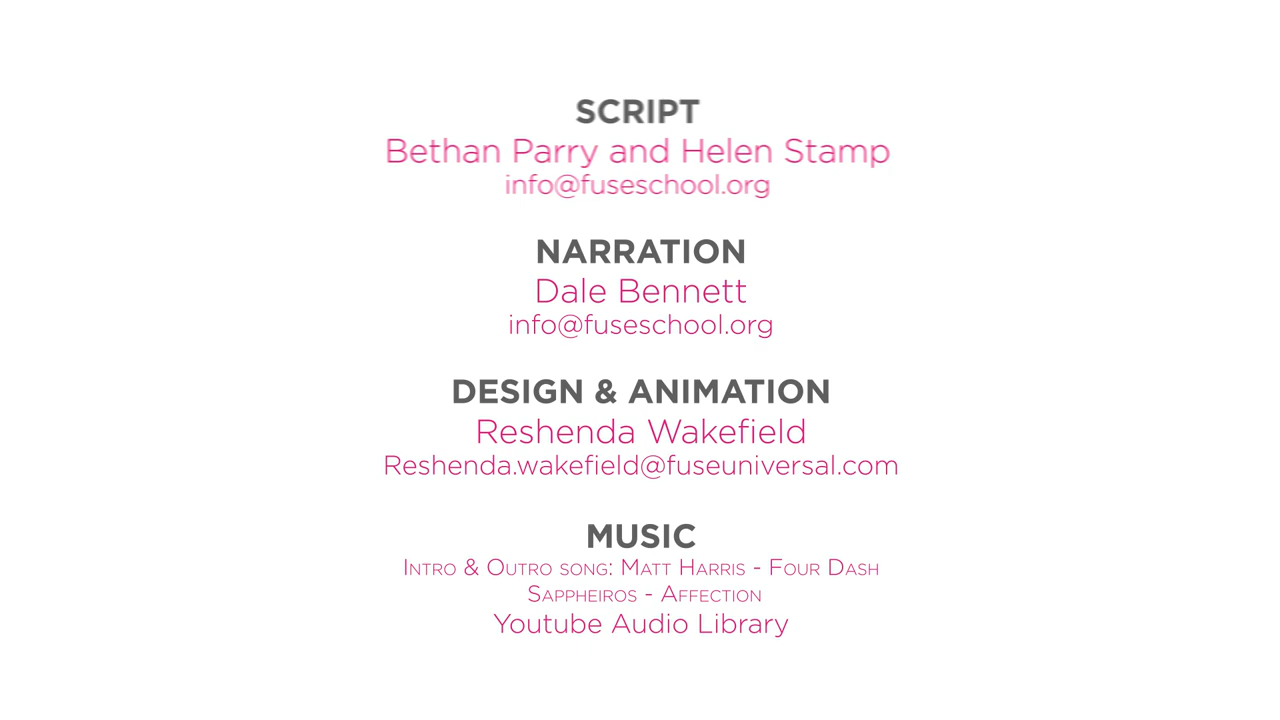 SCRIPT
Bethan Parry and Helen Stamp
info@fuseschool.org
NARRATION
Dale Bennett
info@fuseschool.org
DESIGN & ANIMATION
Reshenda Wakefield
Reshenda.wakefield@fuseuniversal.com
MUSIC
Intro & Outro song: Matt Harris - Four Dash
Sappheiros - Affection
Youtube Audio Library